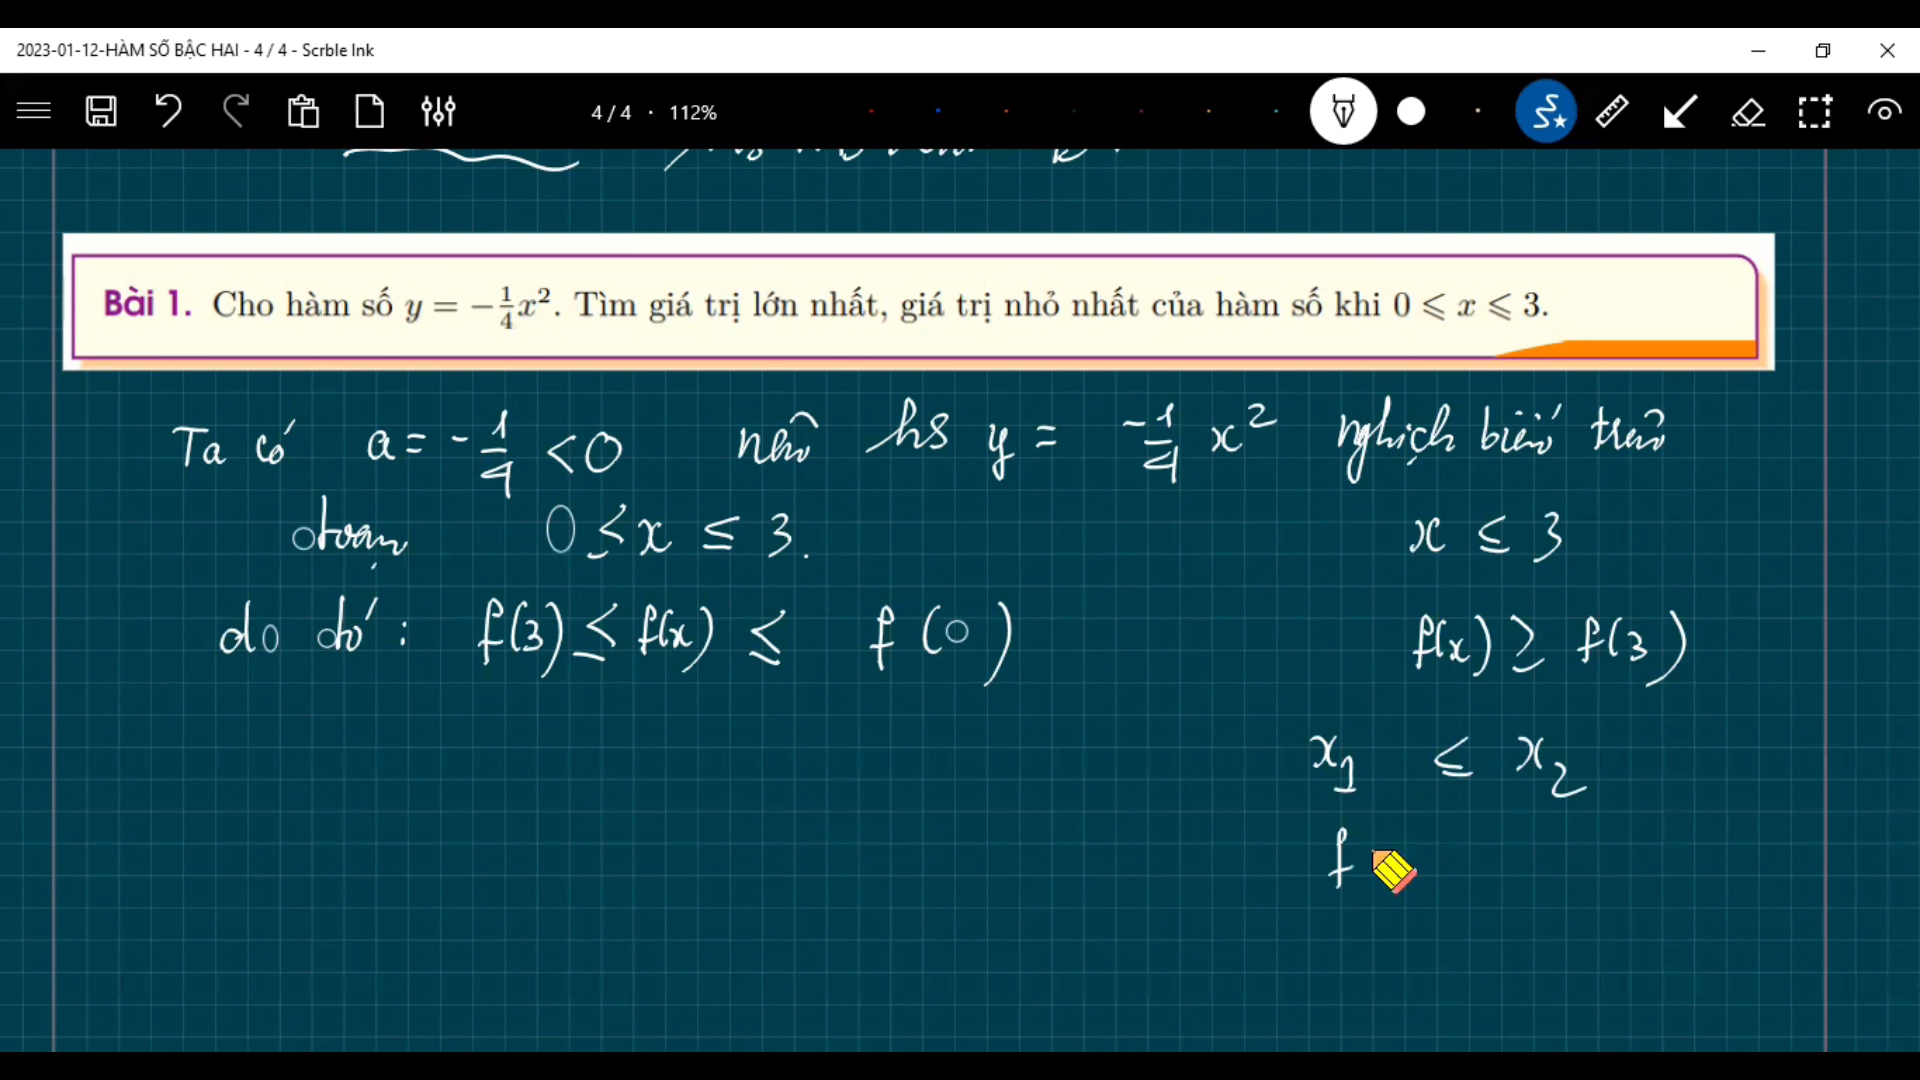 2023-01-12-HÀM SỐ BẬC HAI - 4 / 4 - Scrble Ink
4 / 4 · 112%
Bài 1. Cho hàm số y = -1/4 x². Tìm giá trị lớn nhất, giá trị nhỏ nhất của hàm số khi 0 ⩽ x ⩽ 3.
Ta có a = -1/4 < 0 nên hs y = -1/4 x² nghịch biến trên
đoạn 0 ≤ x ≤ 3. x ≤ 3
do đó : f(3) ≤ f(x) ≤ f(0) f(x) ≥ f(3)
x₁ ≤ x₂
f